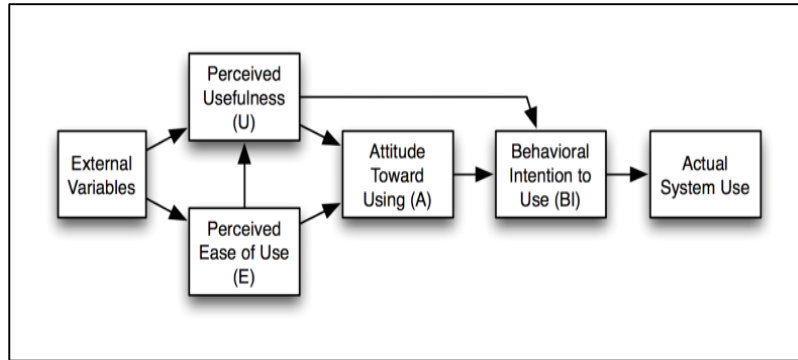 External
Variables
Perceived
Usefulness
(U)
Perceived
Ease of Use
(E)
Attitude
Toward
Using (A)
Behavioral
Intention to
Use (BI)
Actual
System Use